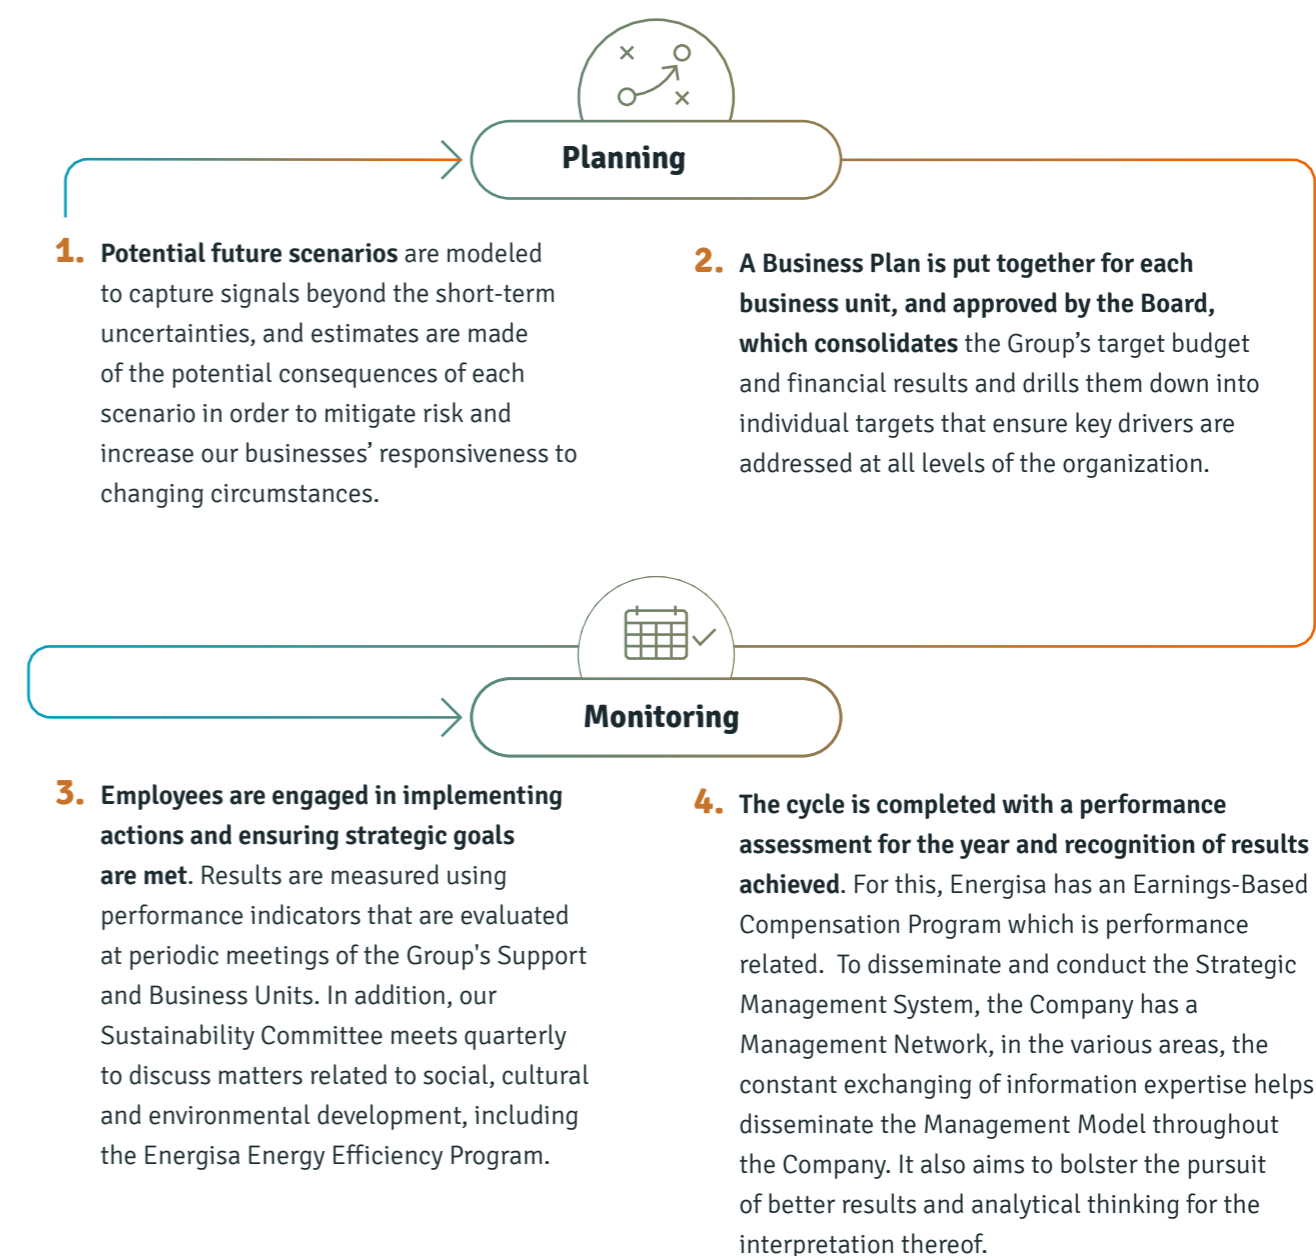 Planning
1. Potential future scenarios are modeled
to capture signals beyond the short-term
uncertainties, and estimates are made
of the potential consequences of each
scenario in order to mitigate risk and
increase our businesses’ responsiveness to
changing circumstances.
2. A Business Plan is put together for each
business unit, and approved by the Board,
which consolidates the Group’s target budget
and financial results and drills them down into
individual targets that ensure key drivers are
addressed at all levels of the organization.
Monitoring
3. Employees are engaged in implementing
actions and ensuring strategic goals
are met. Results are measured using
performance indicators that are evaluated
at periodic meetings of the Group's Support
and Business Units. In addition, our
Sustainability Committee meets quarterly
to discuss matters related to social, cultural
and environmental development, including
the Energisa Energy Efficiency Program.
4. The cycle is completed with a performance
assessment for the year and recognition of results
achieved. For this, Energisa has an Earnings-Based
Compensation Program which is performance
related.  To disseminate and conduct the Strategic
Management System, the Company has a
Management Network, in the various areas, the
constant exchanging of information expertise helps
disseminate the Management Model throughout
the Company. It also aims to bolster the pursuit
of better results and analytical thinking for the
interpretation thereof.